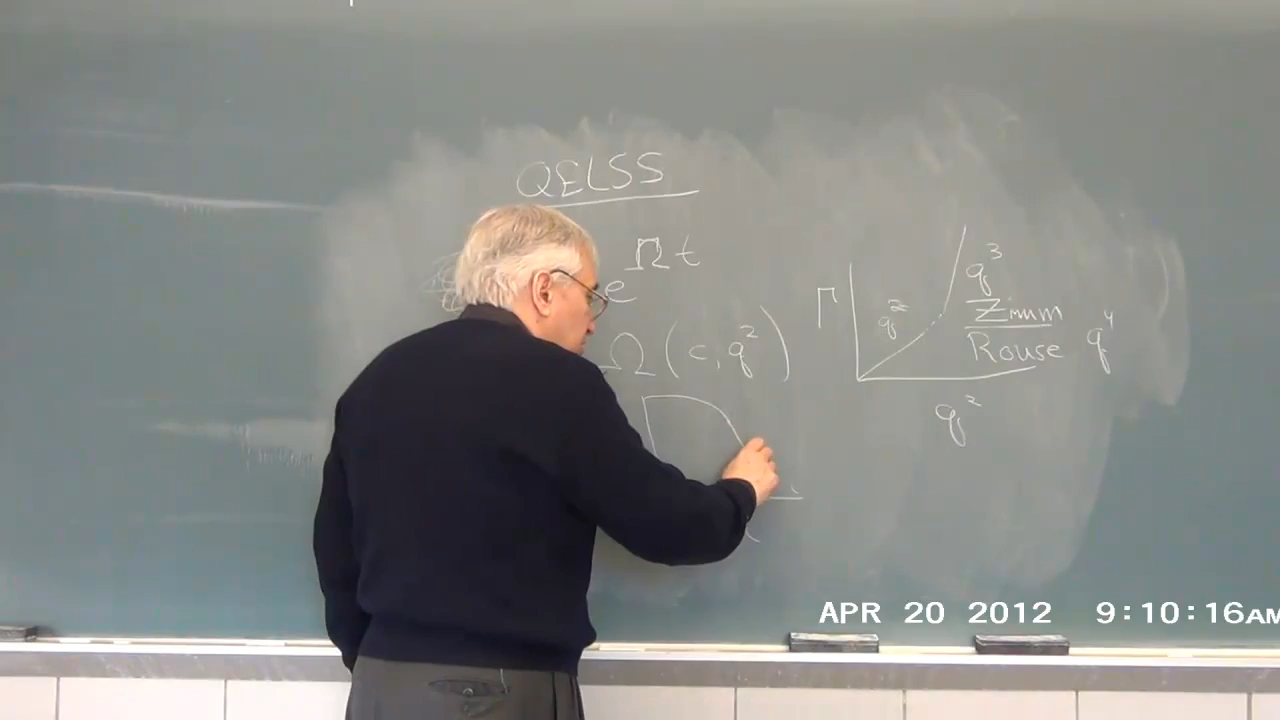 QELSS
e^Ωt
Ω(c, q²)
Γ
q²
q³
Zimm
Rouse q⁴
q²
APR 20 2012 9:10:16AM